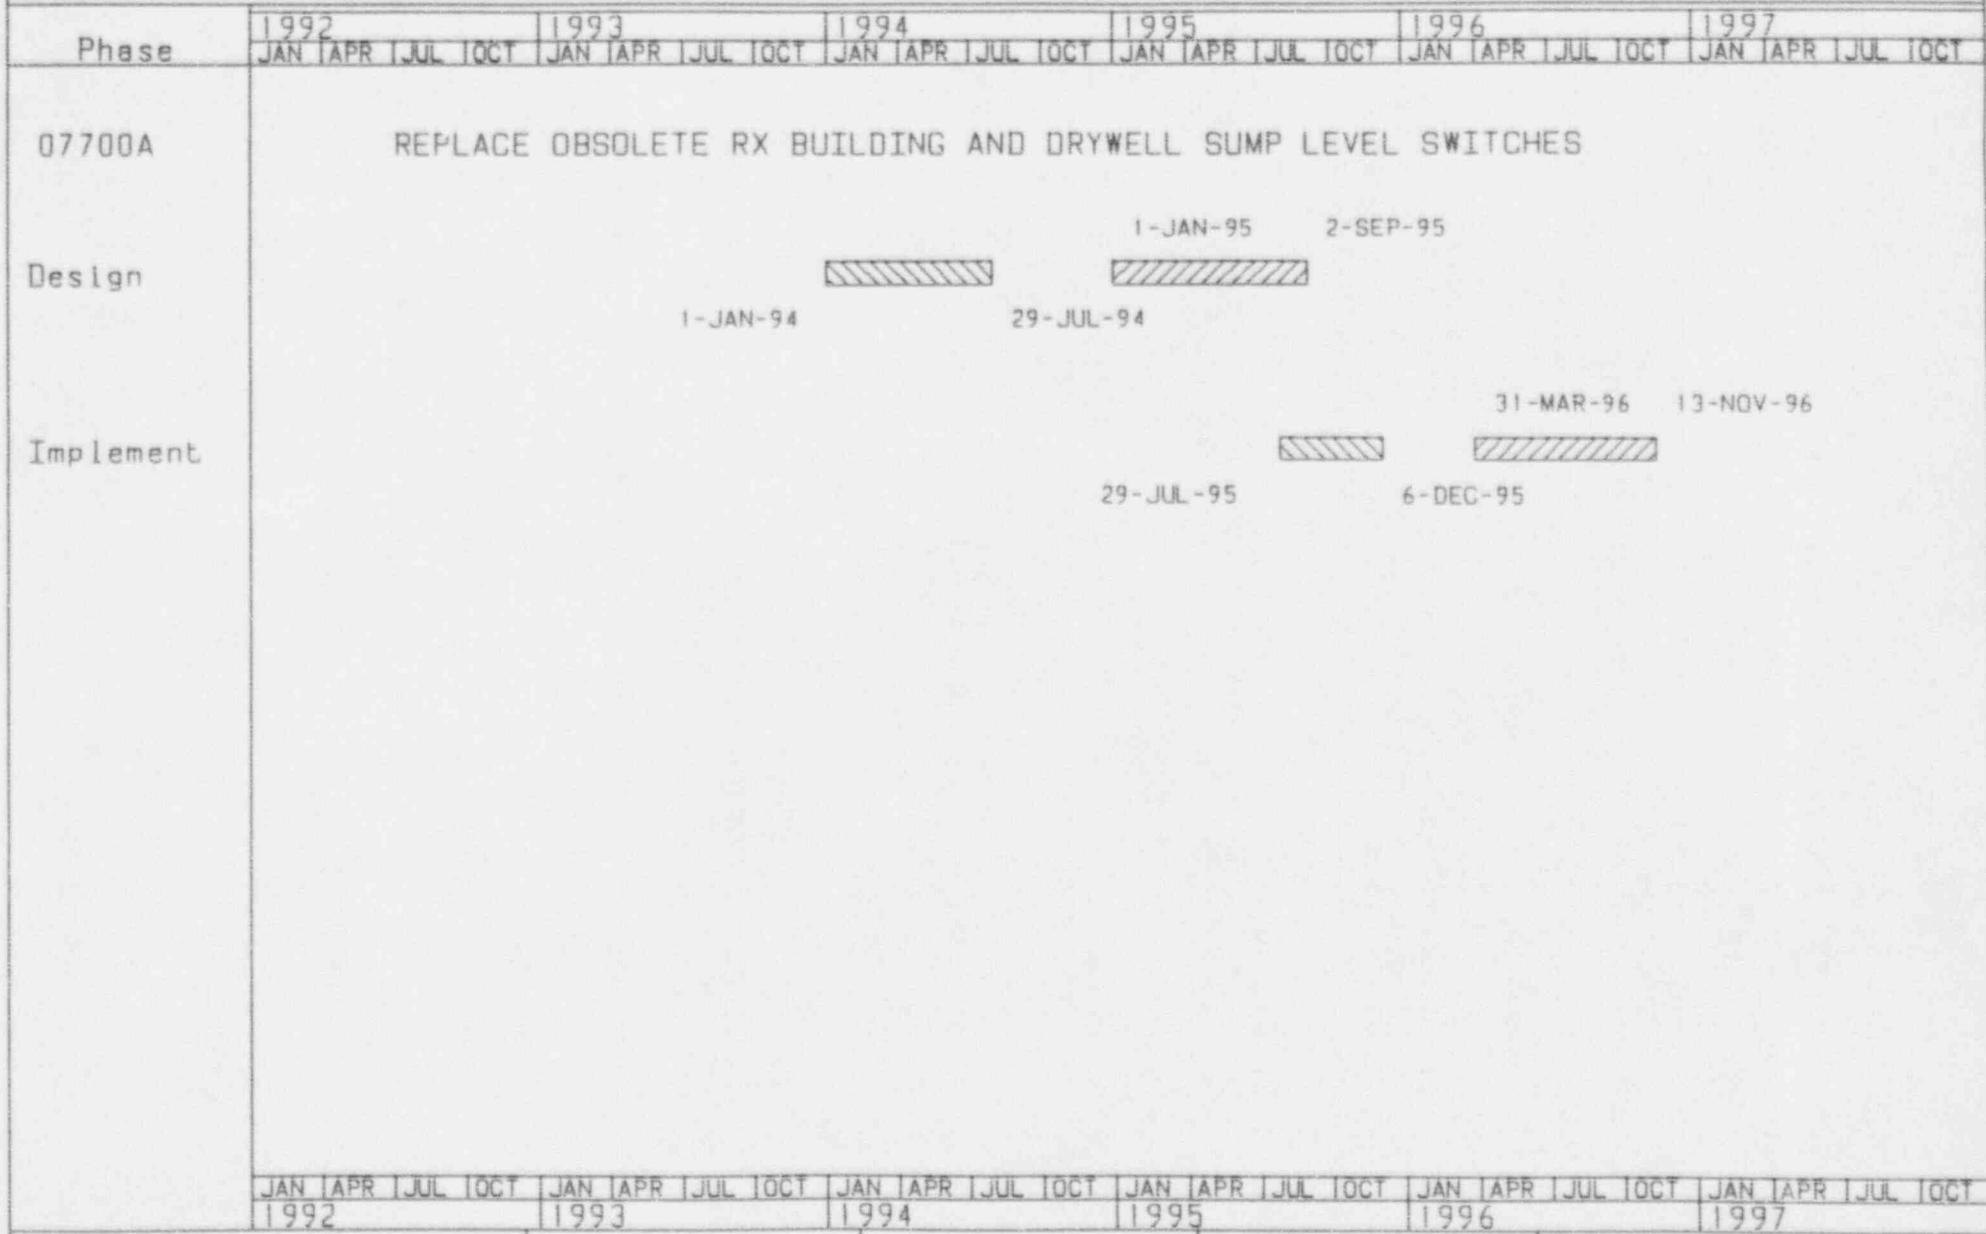 Phase
1992 1993 1994 1995 1996 1997
JAN APR JUL OCT JAN APR JUL OCT JAN APR JUL OCT JAN APR JUL OCT JAN APR JUL OCT JAN APR JUL OCT
07700A REPLACE OBSOLETE RX BUILDING AND DRYWELL SUMP LEVEL SWITCHES
1-JAN-95 2-SEP-95
Design
1-JAN-94 29-JUL-94
31-MAR-96 13-NOV-96
Implement
29-JUL-95 6-DEC-95
JAN APR JUL OCT JAN APR JUL OCT JAN APR JUL OCT JAN APR JUL OCT JAN APR JUL OCT JAN APR JUL OCT
1992 1993 1994 1995 1996 1997